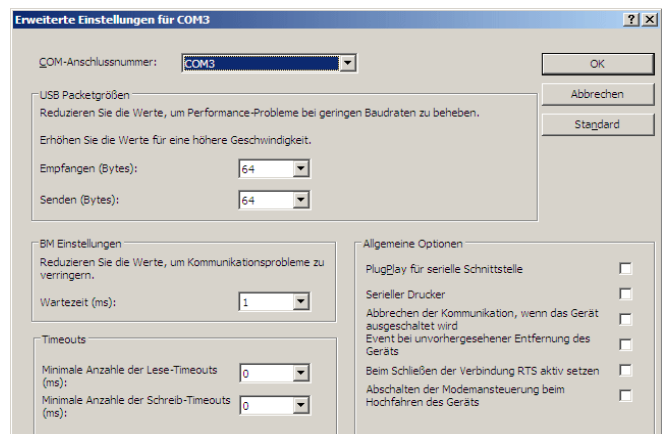 Erweiterte Einstellungen für COM3
COM-Anschlussnummer: COM3
OK
Abbrechen
Standard
USB Packetgrößen
Reduzieren Sie die Werte, um Performance-Probleme bei geringen Baudraten zu beheben.
Erhöhen Sie die Werte für eine höhere Geschwindigkeit.
Empfangen (Bytes): 64
Senden (Bytes): 64
BM Einstellungen
Reduzieren Sie die Werte, um Kommunikationsprobleme zu
verringern.
Wartezeit (ms): 1
Timeouts
Minimale Anzahle der Lese-Timeouts
(ms): 0
Minimale Anzahle der Schreib-Timeouts
(ms): 0
Allgemeine Optionen
PlugPlay für serielle Schnittstelle
Serieller Drucker
Abbrechen der Kommunikation, wenn das Gerät
ausgeschaltet wird
Event bei unvorhergesehener Entfernung des
Geräts
Beim Schließen der Verbindung RTS aktiv setzen
Abschalten der Modemansteuerung beim
Hochfahren des Geräts